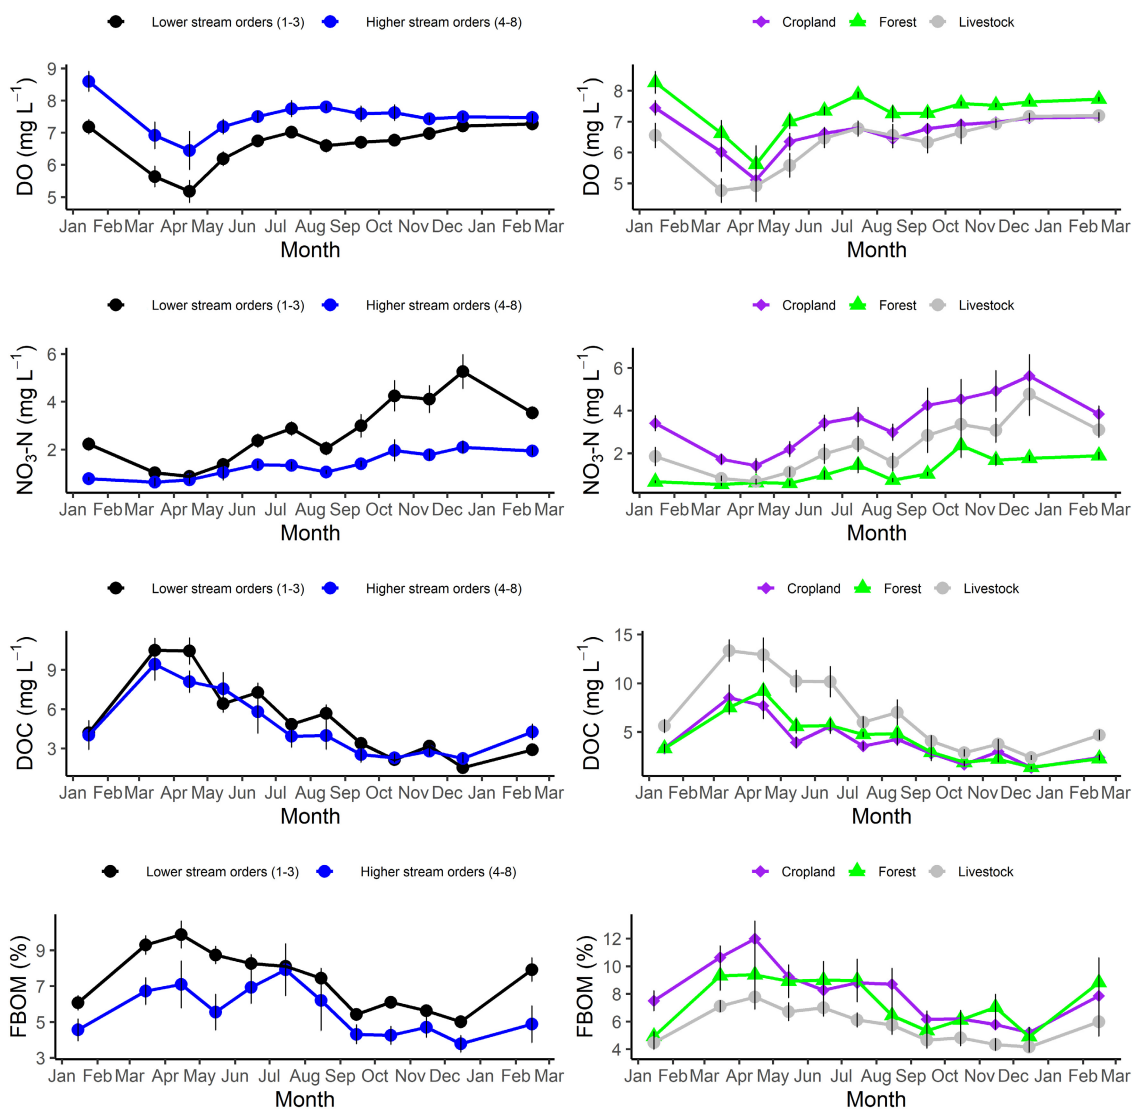 Lower stream orders (1-3) Higher stream orders (4-8)
Cropland Forest Livestock
DO (mg L⁻¹)
9
8
7
6
5
Jan Feb Mar Apr May Jun Jul Aug Sep Oct Nov Dec Jan Feb Mar
Month
DO (mg L⁻¹)
8
7
6
5
Jan Feb Mar Apr May Jun Jul Aug Sep Oct Nov Dec Jan Feb Mar
Month
Lower stream orders (1-3) Higher stream orders (4-8)
Cropland Forest Livestock
NO₃-N (mg L⁻¹)
6
4
2
Jan Feb Mar Apr May Jun Jul Aug Sep Oct Nov Dec Jan Feb Mar
Month
NO₃-N (mg L⁻¹)
6
4
2
Jan Feb Mar Apr May Jun Jul Aug Sep Oct Nov Dec Jan Feb Mar
Month
Lower stream orders (1-3) Higher stream orders (4-8)
Cropland Forest Livestock
DOC (mg L⁻¹)
9
6
3
Jan Feb Mar Apr May Jun Jul Aug Sep Oct Nov Dec Jan Feb Mar
Month
DOC (mg L⁻¹)
15
10
5
Jan Feb Mar Apr May Jun Jul Aug Sep Oct Nov Dec Jan Feb Mar
Month
Lower stream orders (1-3) Higher stream orders (4-8)
Cropland Forest Livestock
FBOM (%)
9
7
5
3
Jan Feb Mar Apr May Jun Jul Aug Sep Oct Nov Dec Jan Feb Mar
Month
FBOM (%)
12
10
8
6
4
Jan Feb Mar Apr May Jun Jul Aug Sep Oct Nov Dec Jan Feb Mar
Month